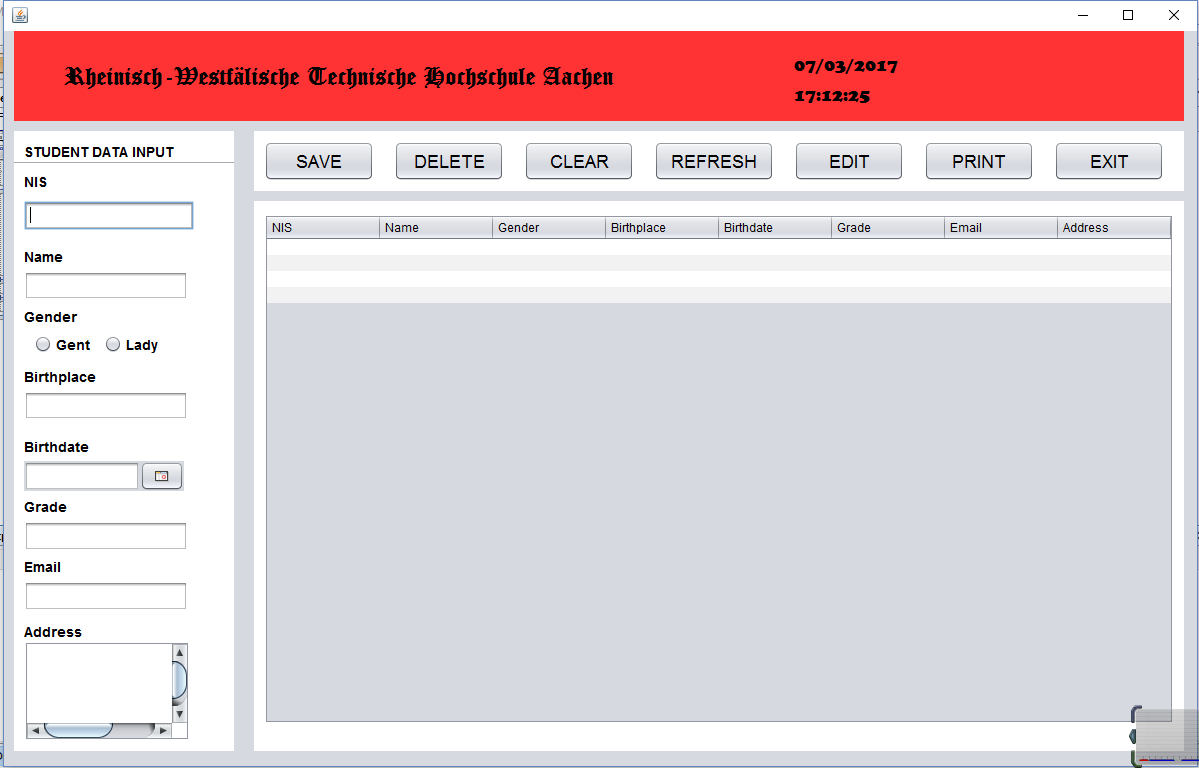 Rheinisch-Westfälische Technische Hochschule Aachen
07/03/2017
17:12:25
STUDENT DATA INPUT
NIS
Name
Gender
Gent Lady
Birthplace
Birthdate
Grade
Email
Address
SAVE DELETE CLEAR REFRESH EDIT PRINT EXIT
NIS Name Gender Birthplace Birthdate Grade Email Address